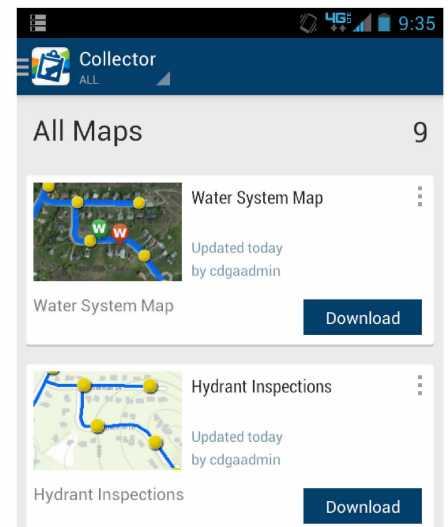 4G 9:35
Collector
ALL
All Maps 9
Water System Map
W W
Updated today
by cdgaadmin
Water System Map
Download
Hydrant Inspections
Updated today
by cdgaadmin
Hydrant Inspections
Download